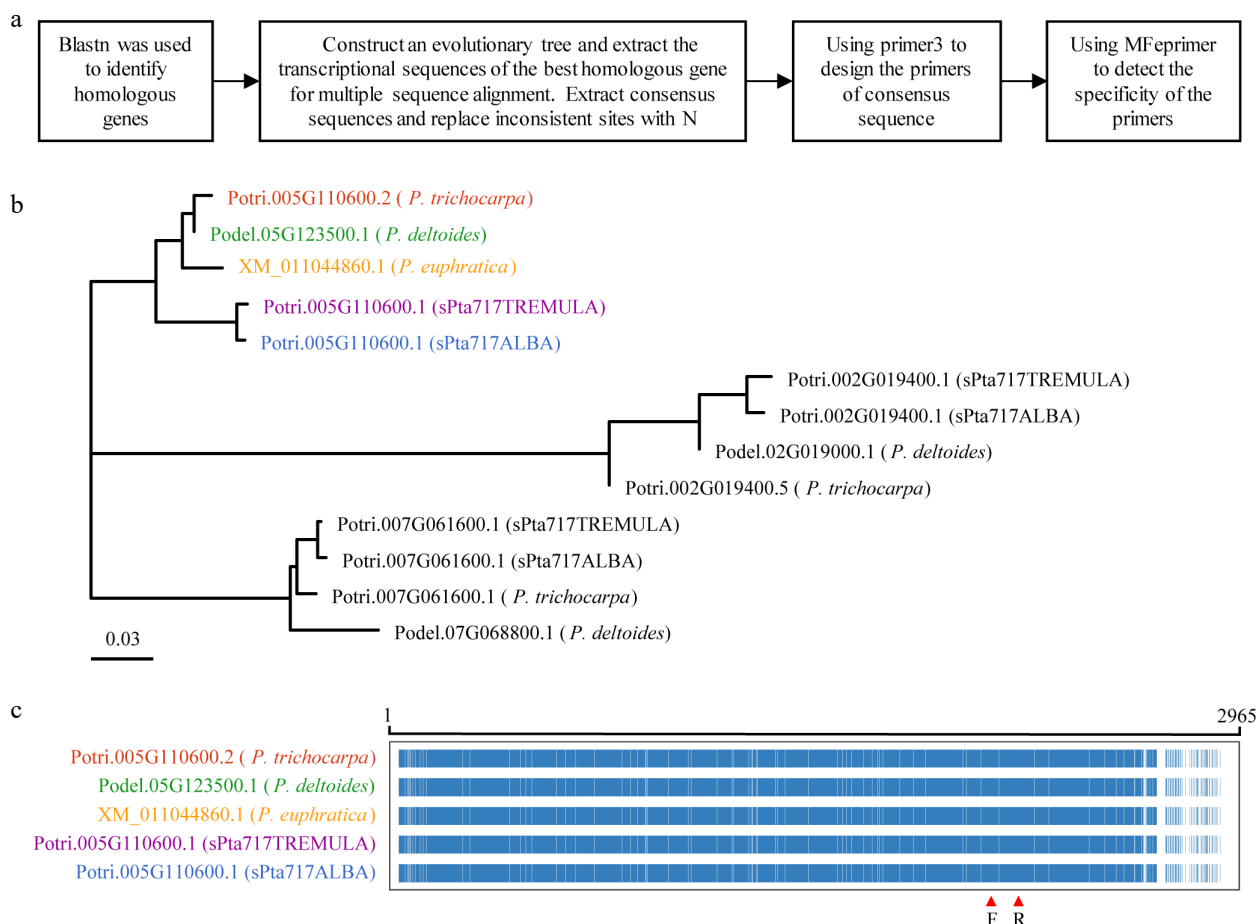 a
Blastn was used
to identify
homologous
genes
Construct an evolutionary tree and extract the
transcriptional sequences of the best homologous gene
for multiple sequence alignment. Extract consensus
sequences and replace inconsistent sites with N
Using primer3 to
design the primers
of consensus
sequence
Using MFeprimer
to detect the
specificity of the
primers
b
Potri.005G110600.2 ( P. trichocarpa)
Podel.05G123500.1 ( P. deltoides)
XM_011044860.1 ( P. euphratica)
Potri.005G110600.1 (sPta717TREMULA)
Potri.005G110600.1 (sPta717ALBA)
Potri.002G019400.1 (sPta717TREMULA)
Potri.002G019400.1 (sPta717ALBA)
Podel.02G019000.1 ( P. deltoides)
Potri.002G019400.5 ( P. trichocarpa)
Potri.007G061600.1 (sPta717TREMULA)
Potri.007G061600.1 (sPta717ALBA)
Potri.007G061600.1 ( P. trichocarpa)
Podel.07G068800.1 ( P. deltoides)
0.03
c
1 2965
Potri.005G110600.2 ( P. trichocarpa)
Podel.05G123500.1 ( P. deltoides)
XM_011044860.1 ( P. euphratica)
Potri.005G110600.1 (sPta717TREMULA)
Potri.005G110600.1 (sPta717ALBA)
F R